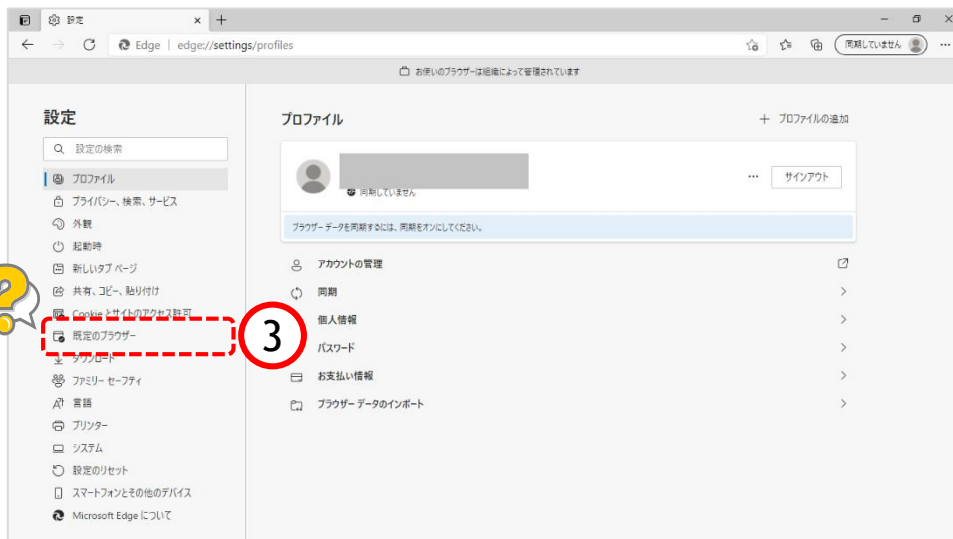 設定
Edge | edge://settings/profiles
同期していません
お使いのブラウザーは組織によって管理されています
設定
設定の検索
プロファイル
プライバシー、検索、サービス
外観
起動時
新しいタブ ページ
共有、コピー、貼り付け
Cookie とサイトのアクセス許可
既定のブラウザー
ダウンロード
ファミリー セーフティ
言語
プリンター
システム
設定のリセット
スマートフォンとその他のデバイス
Microsoft Edge について
?
3
プロファイル
プロファイルの追加
同期していません
サインアウト
ブラウザー データを同期するには、同期をオンにしてください。
アカウントの管理
同期
個人情報
パスワード
お支払い情報
ブラウザー データのインポート